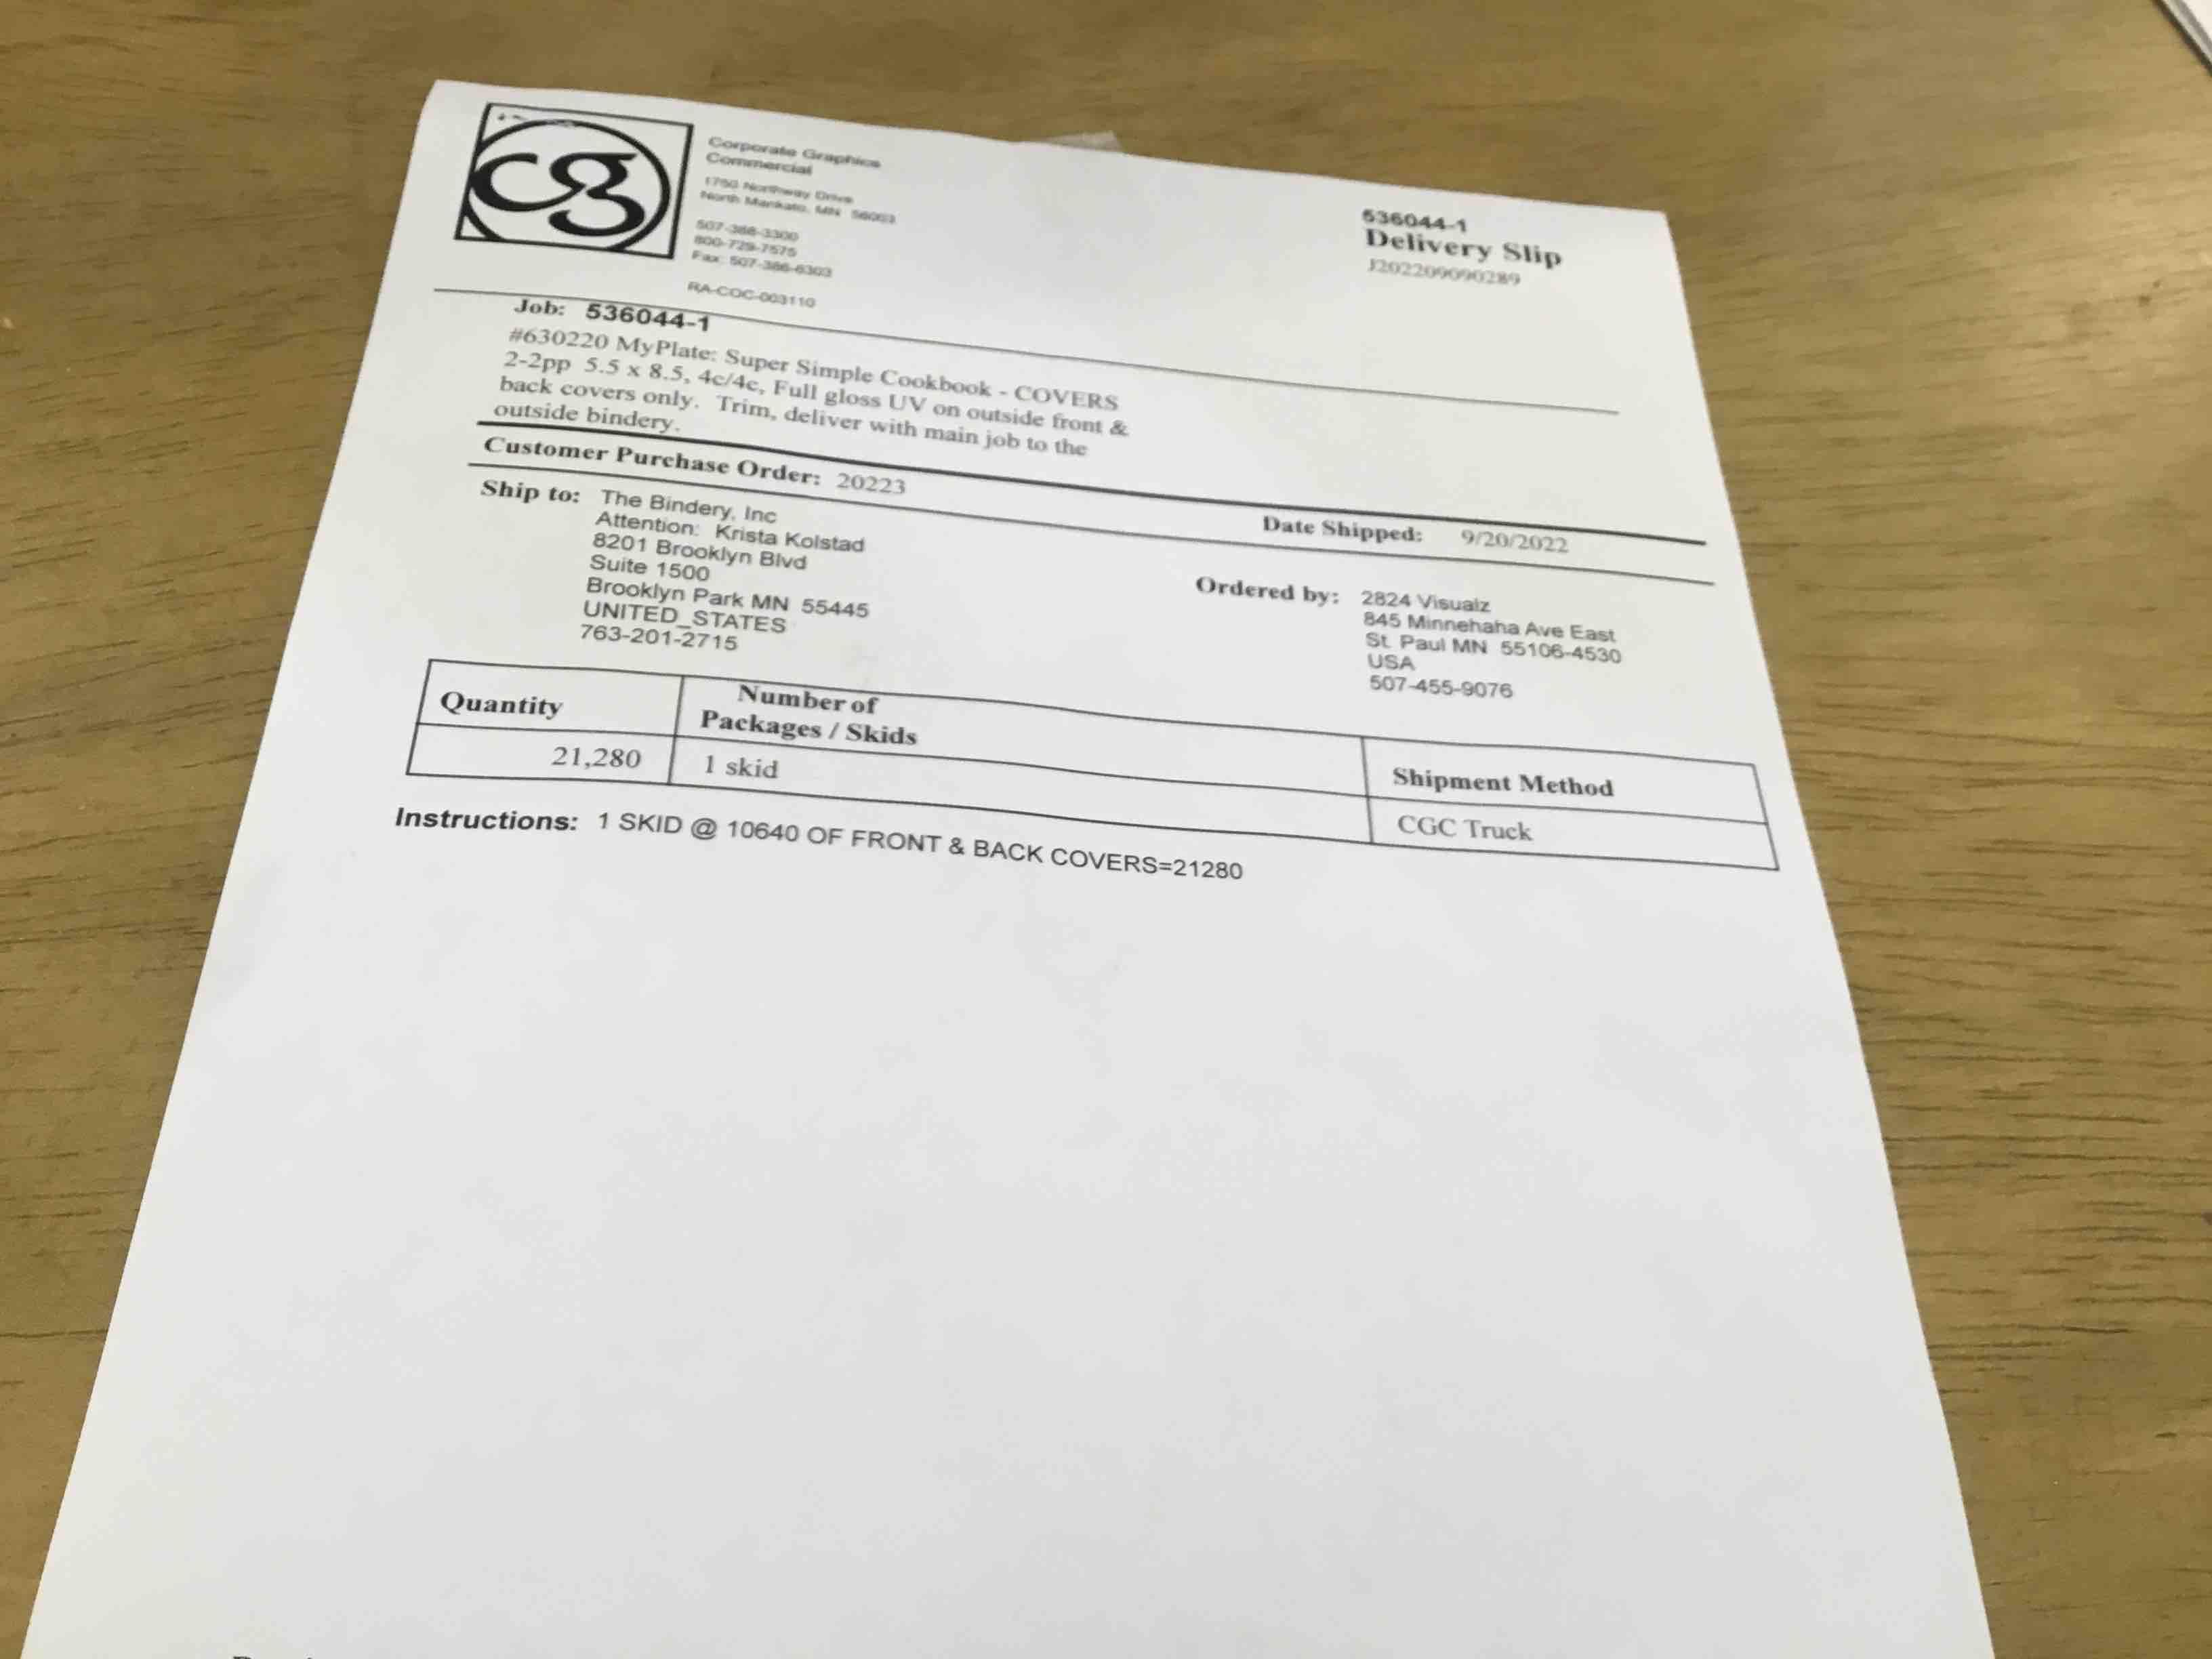 cg
Corporate Graphics
Commercial
1750 Northway Drive
North Mankato, MN 56003
507-388-3300
800-729-7575
Fax: 507-386-6303
RA-COC-003110
536044-1
Delivery Slip
J202209090289
Job: 536044-1
#630220 MyPlate: Super Simple Cookbook - COVERS
2-2pp 5.5 x 8.5, 4c/4c, Full gloss UV on outside front &
back covers only. Trim, deliver with main job to the
outside bindery.
Customer Purchase Order: 20223
Date Shipped: 9/20/2022
Ship to: The Bindery, Inc
Attention: Krista Kolstad
8201 Brooklyn Blvd
Suite 1500
Brooklyn Park MN 55445
UNITED_STATES
763-201-2715
Ordered by: 2824 Visualz
845 Minnehaha Ave East
St. Paul MN 55106-4530
USA
507-455-9076
Quantity
Number of
Packages / Skids
Shipment Method
21,280
1 skid
CGC Truck
Instructions: 1 SKID @ 10640 OF FRONT & BACK COVERS=21280